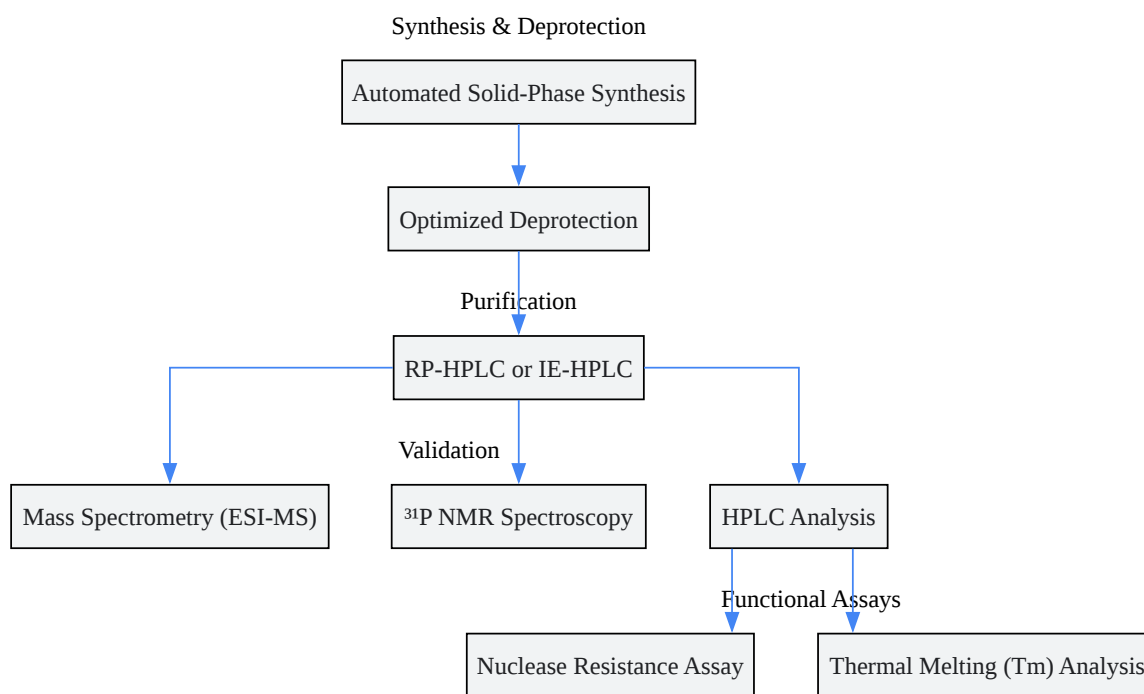 Synthesis & Deprotection
Automated Solid-Phase Synthesis
Optimized Deprotection
Purification
RP-HPLC or IE-HPLC
Validation
Mass Spectrometry (ESI-MS)
³¹P NMR Spectroscopy
HPLC Analysis
Functional Assays
Nuclease Resistance Assay
Thermal Melting (Tm) Analysis